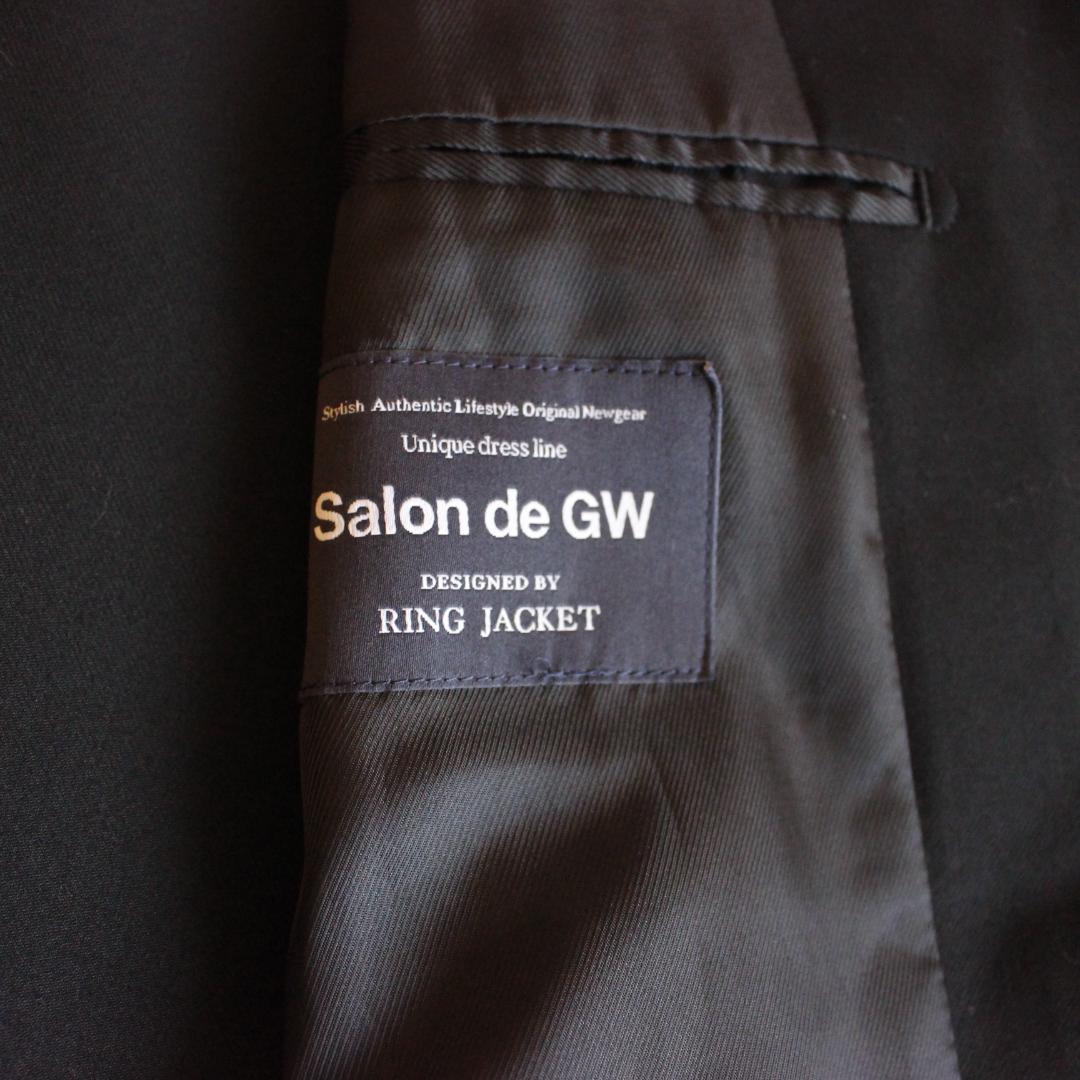 Stylish Authentic Lifestyle Original Newgear
Unique dress line
Salon de GW
DESIGNED BY
RING JACKET